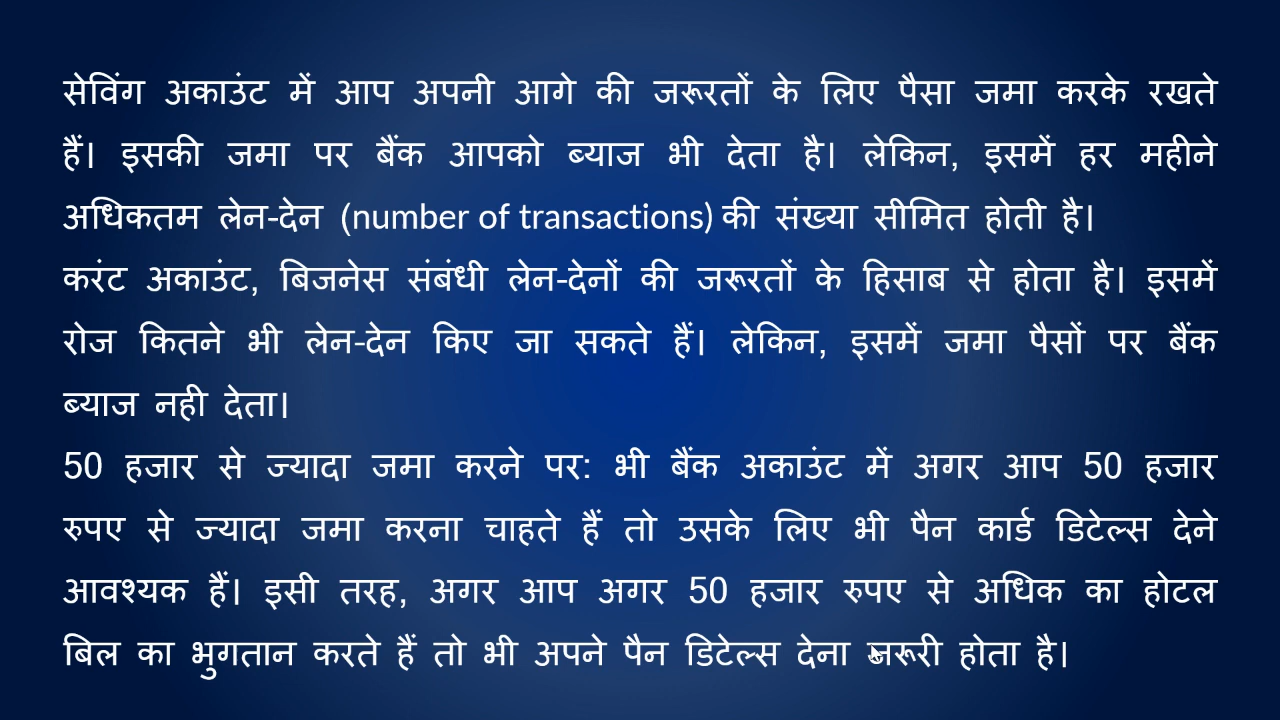 सेविंग अकाउंट में आप अपनी आगे की जरूरतों के लिए पैसा जमा करके रखते
हैं। इसकी जमा पर बैंक आपको ब्याज भी देता है। लेकिन, इसमें हर महीने
अधिकतम लेन-देन (number of transactions) की संख्या सीमित होती है।
करंट अकाउंट, बिजनेस संबंधी लेन-देनों की जरूरतों के हिसाब से होता है। इसमें
रोज कितने भी लेन-देन किए जा सकते हैं। लेकिन, इसमें जमा पैसों पर बैंक
ब्याज नही देता।
50 हजार से ज्यादा जमा करने पर: भी बैंक अकाउंट में अगर आप 50 हजार
रुपए से ज्यादा जमा करना चाहते हैं तो उसके लिए भी पैन कार्ड डिटेल्स देने
आवश्यक हैं। इसी तरह, अगर आप अगर 50 हजार रुपए से अधिक का होटल
बिल का भुगतान करते हैं तो भी अपने पैन डिटेल्स देना जरूरी होता है।